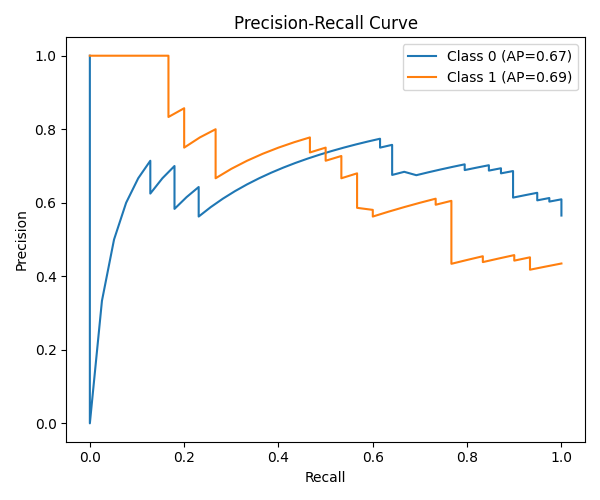 Precision-Recall Curve
Class 0 (AP=0.67)
Class 1 (AP=0.69)
Precision
1.0
0.8
0.6
0.4
0.2
0.0
0.0 0.2 0.4 0.6 0.8 1.0
Recall